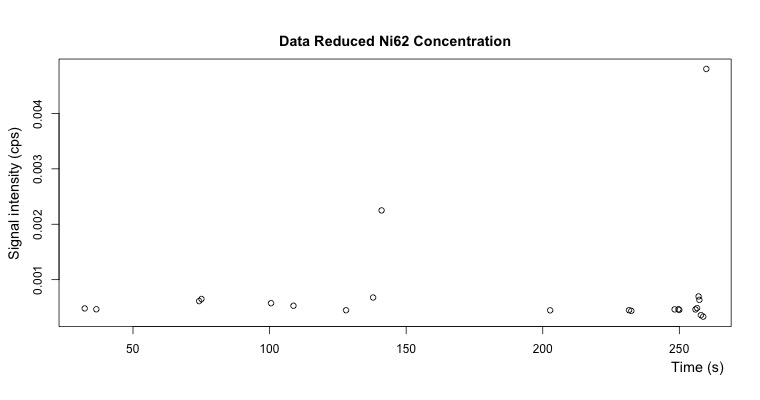 Data Reduced Ni62 Concentration
Signal intensity (cps)
0.004
0.003
0.002
0.001
50 100 150 200 250
Time (s)